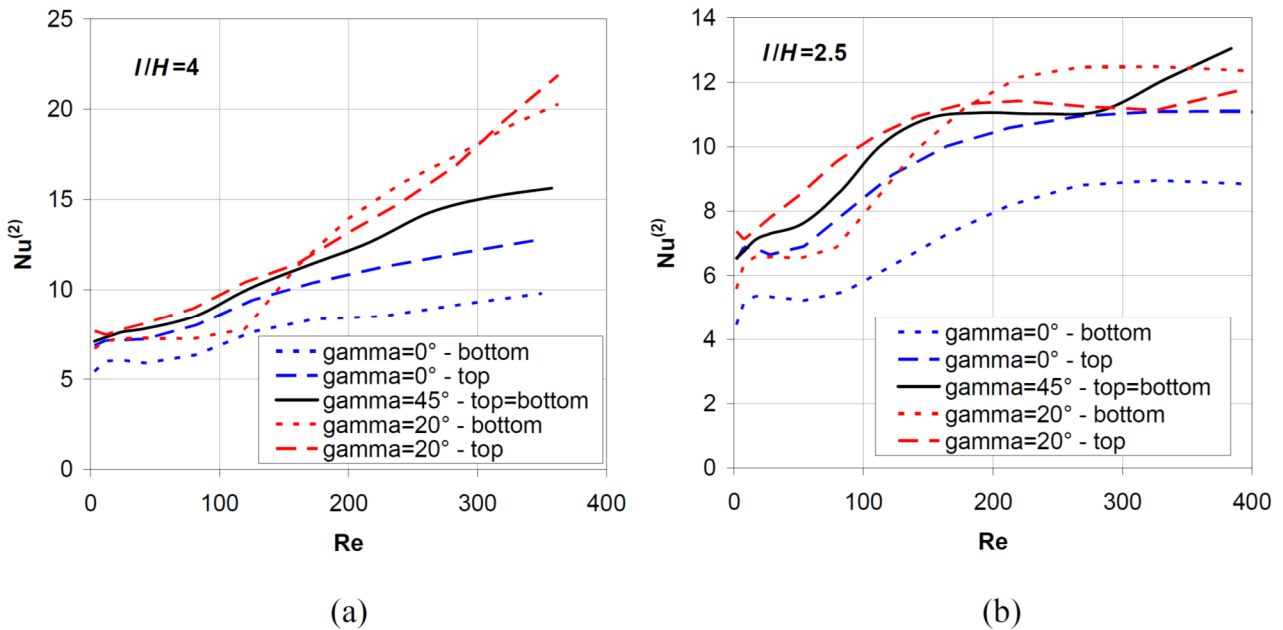 l/H=4
25
20
15
10
5
0
Nu(2)
0 100 200 300 400
Re
gamma=0° - bottom
gamma=0° - top
gamma=45° - top=bottom
gamma=20° - bottom
gamma=20° - top
(a)
l/H=2.5
14
12
10
8
6
4
2
0
Nu(2)
0 100 200 300 400
Re
gamma=0° - bottom
gamma=0° - top
gamma=45° - top=bottom
gamma=20° - bottom
gamma=20° - top
(b)